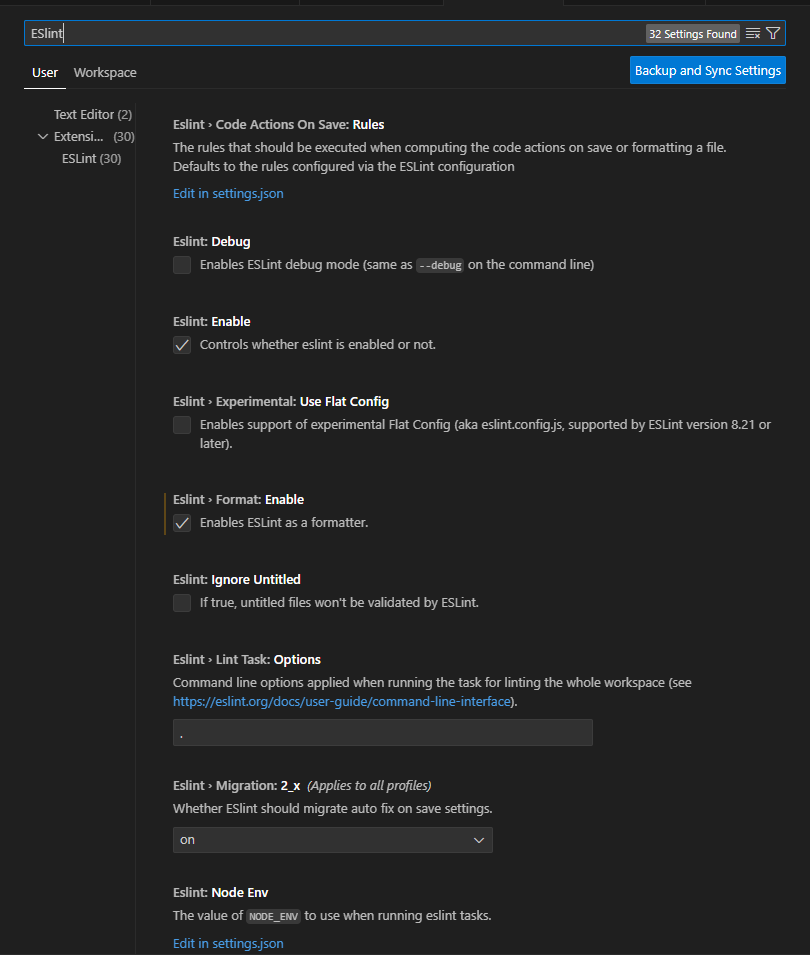 ESlint
32 Settings Found
User
Workspace
Backup and Sync Settings
Text Editor (2)
Extensi... (30)
ESLint (30)
Eslint › Code Actions On Save: Rules
The rules that should be executed when computing the code actions on save or formatting a file.
Defaults to the rules configured via the ESLint configuration
Edit in settings.json
Eslint: Debug
Enables ESLint debug mode (same as --debug on the command line)
Eslint: Enable
Controls whether eslint is enabled or not.
Eslint › Experimental: Use Flat Config
Enables support of experimental Flat Config (aka eslint.config.js, supported by ESLint version 8.21 or
later).
Eslint › Format: Enable
Enables ESLint as a formatter.
Eslint: Ignore Untitled
If true, untitled files won't be validated by ESLint.
Eslint › Lint Task: Options
Command line options applied when running the task for linting the whole workspace (see
https://eslint.org/docs/user-guide/command-line-interface).
.
Eslint › Migration: 2_x (Applies to all profiles)
Whether ESlint should migrate auto fix on save settings.
on
Eslint: Node Env
The value of NODE_ENV to use when running eslint tasks.
Edit in settings.json